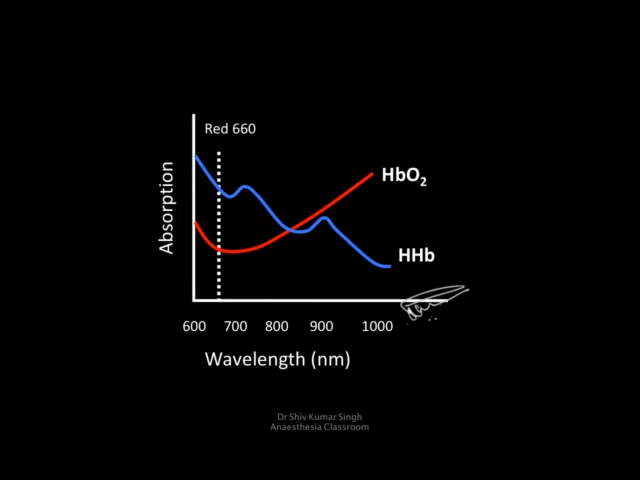 Red 660
HbO₂
Absorption
HHb
600 700 800 900 1000
Wavelength (nm)
Dr Shiv Kumar Singh
Anaesthesia Classroom